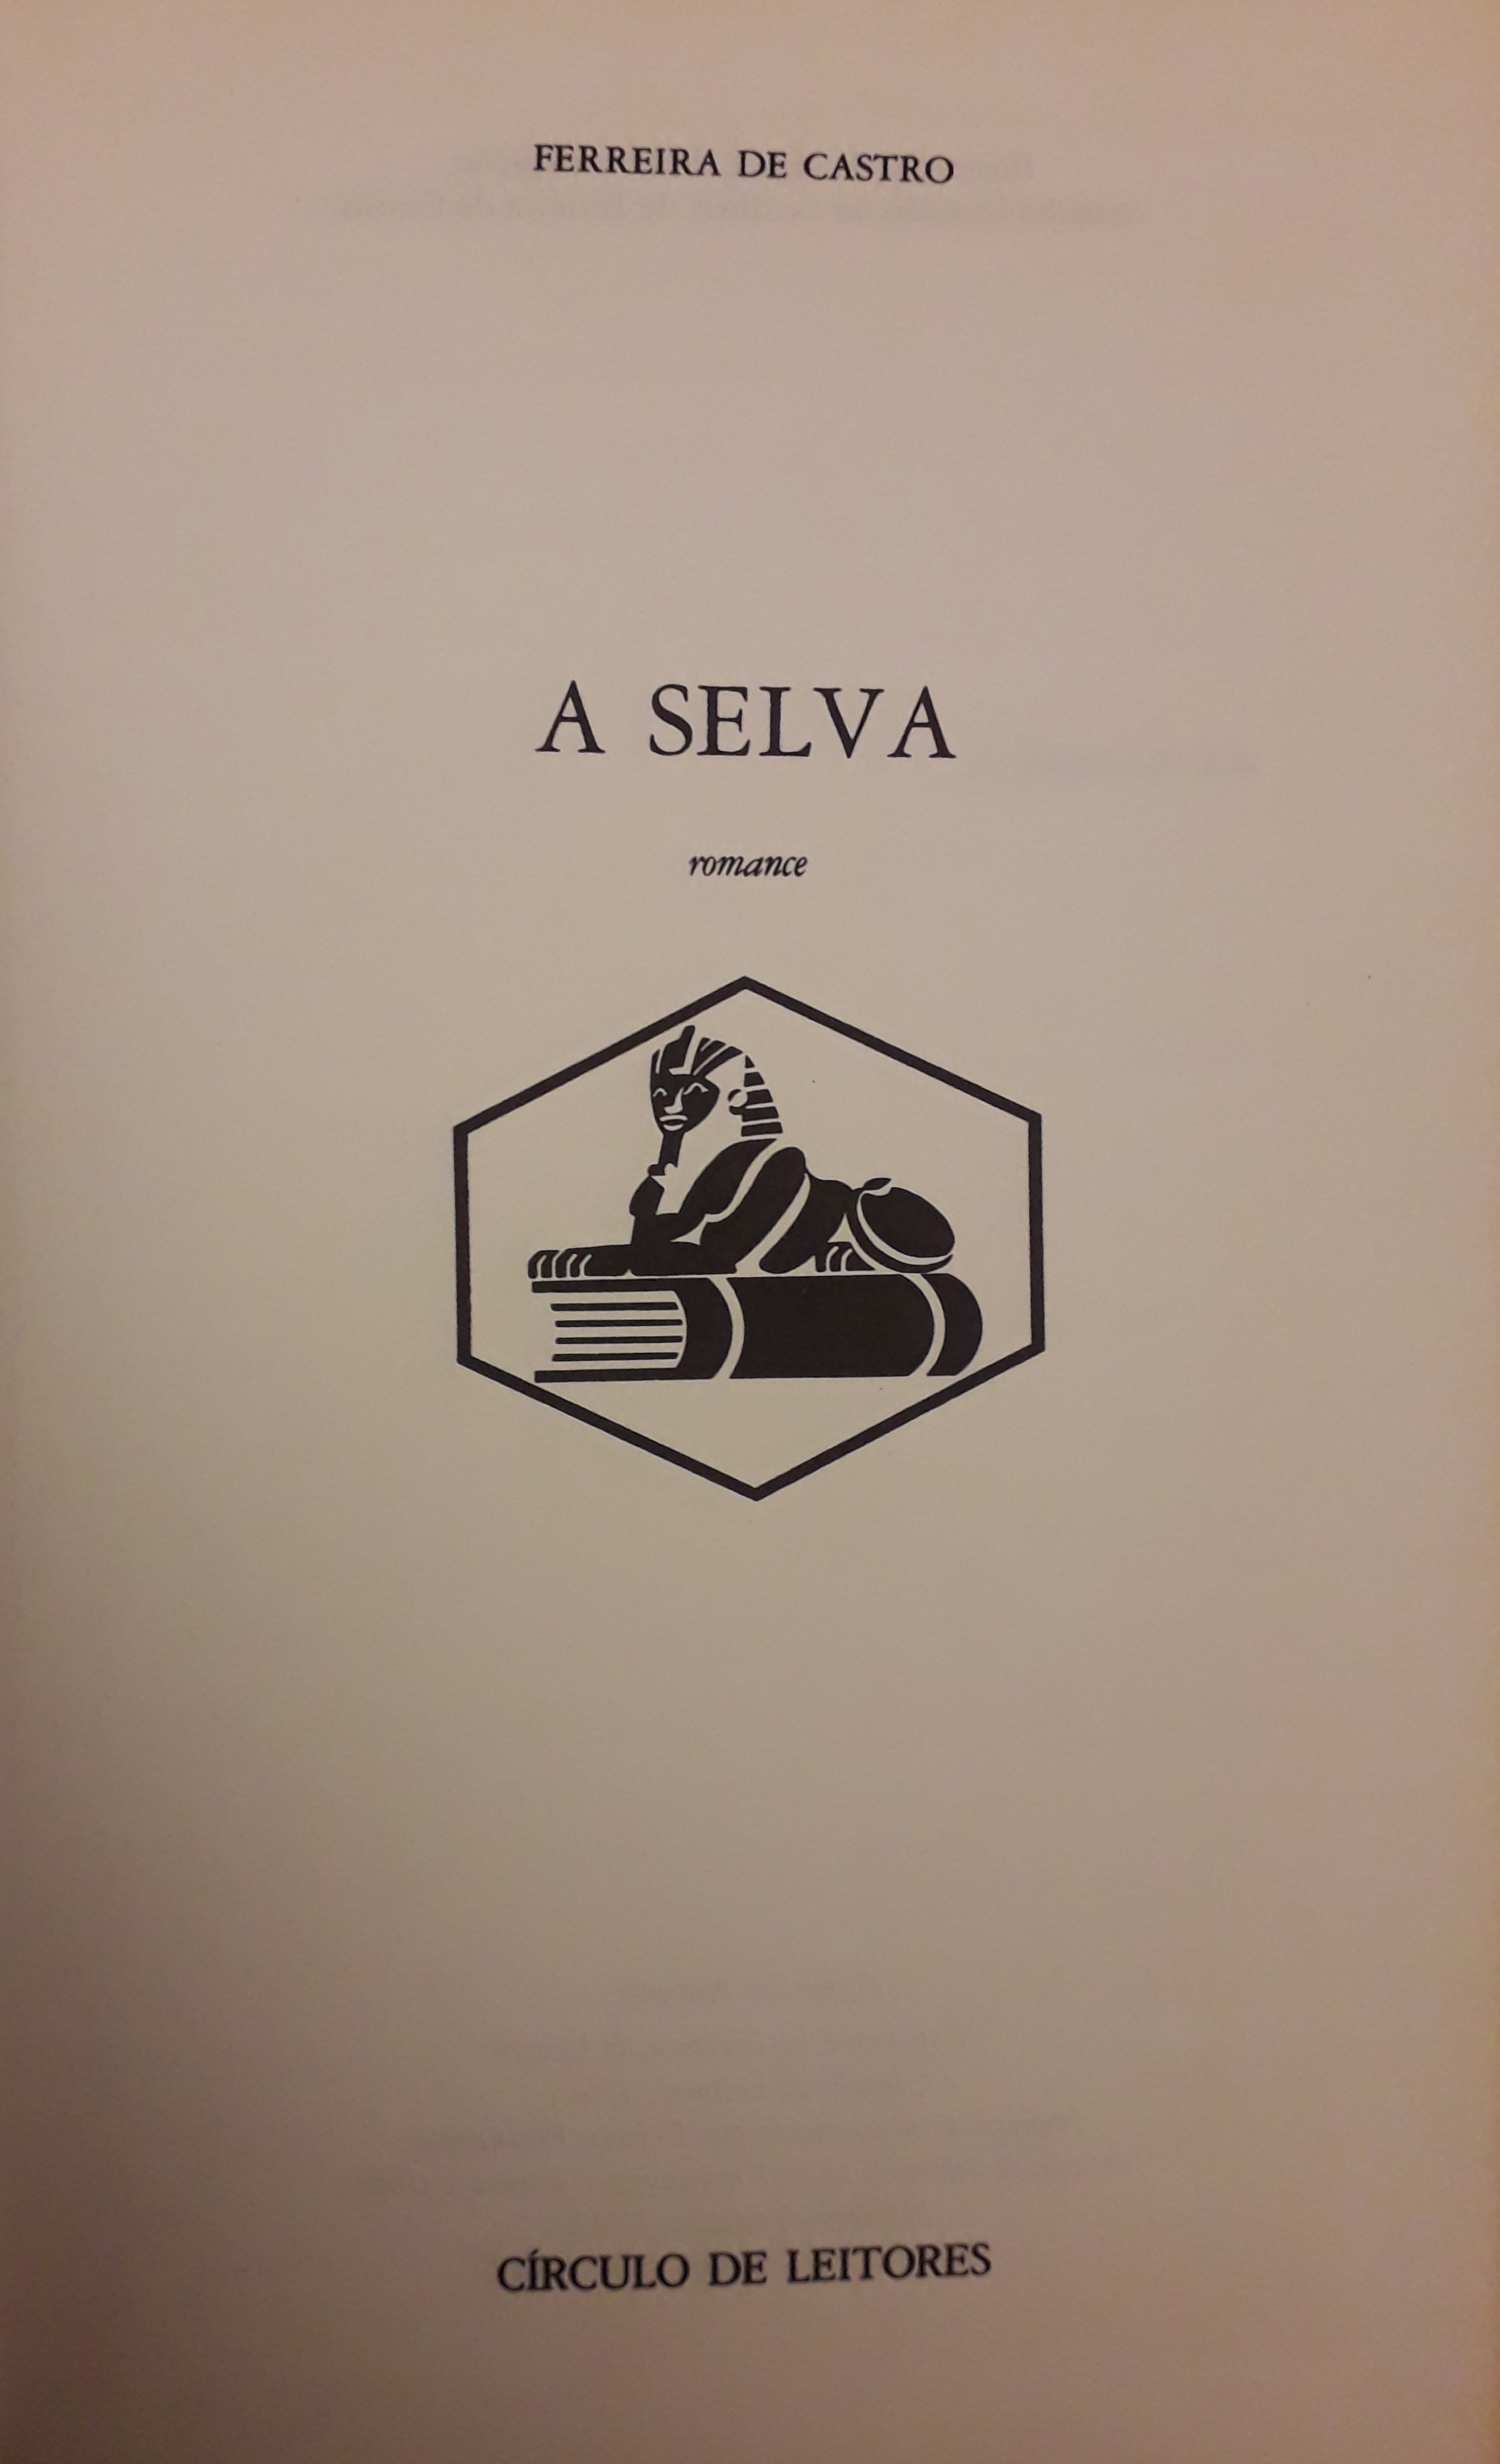 FERREIRA DE CASTRO
A SELVA
romance
CÍRCULO DE LEITORES